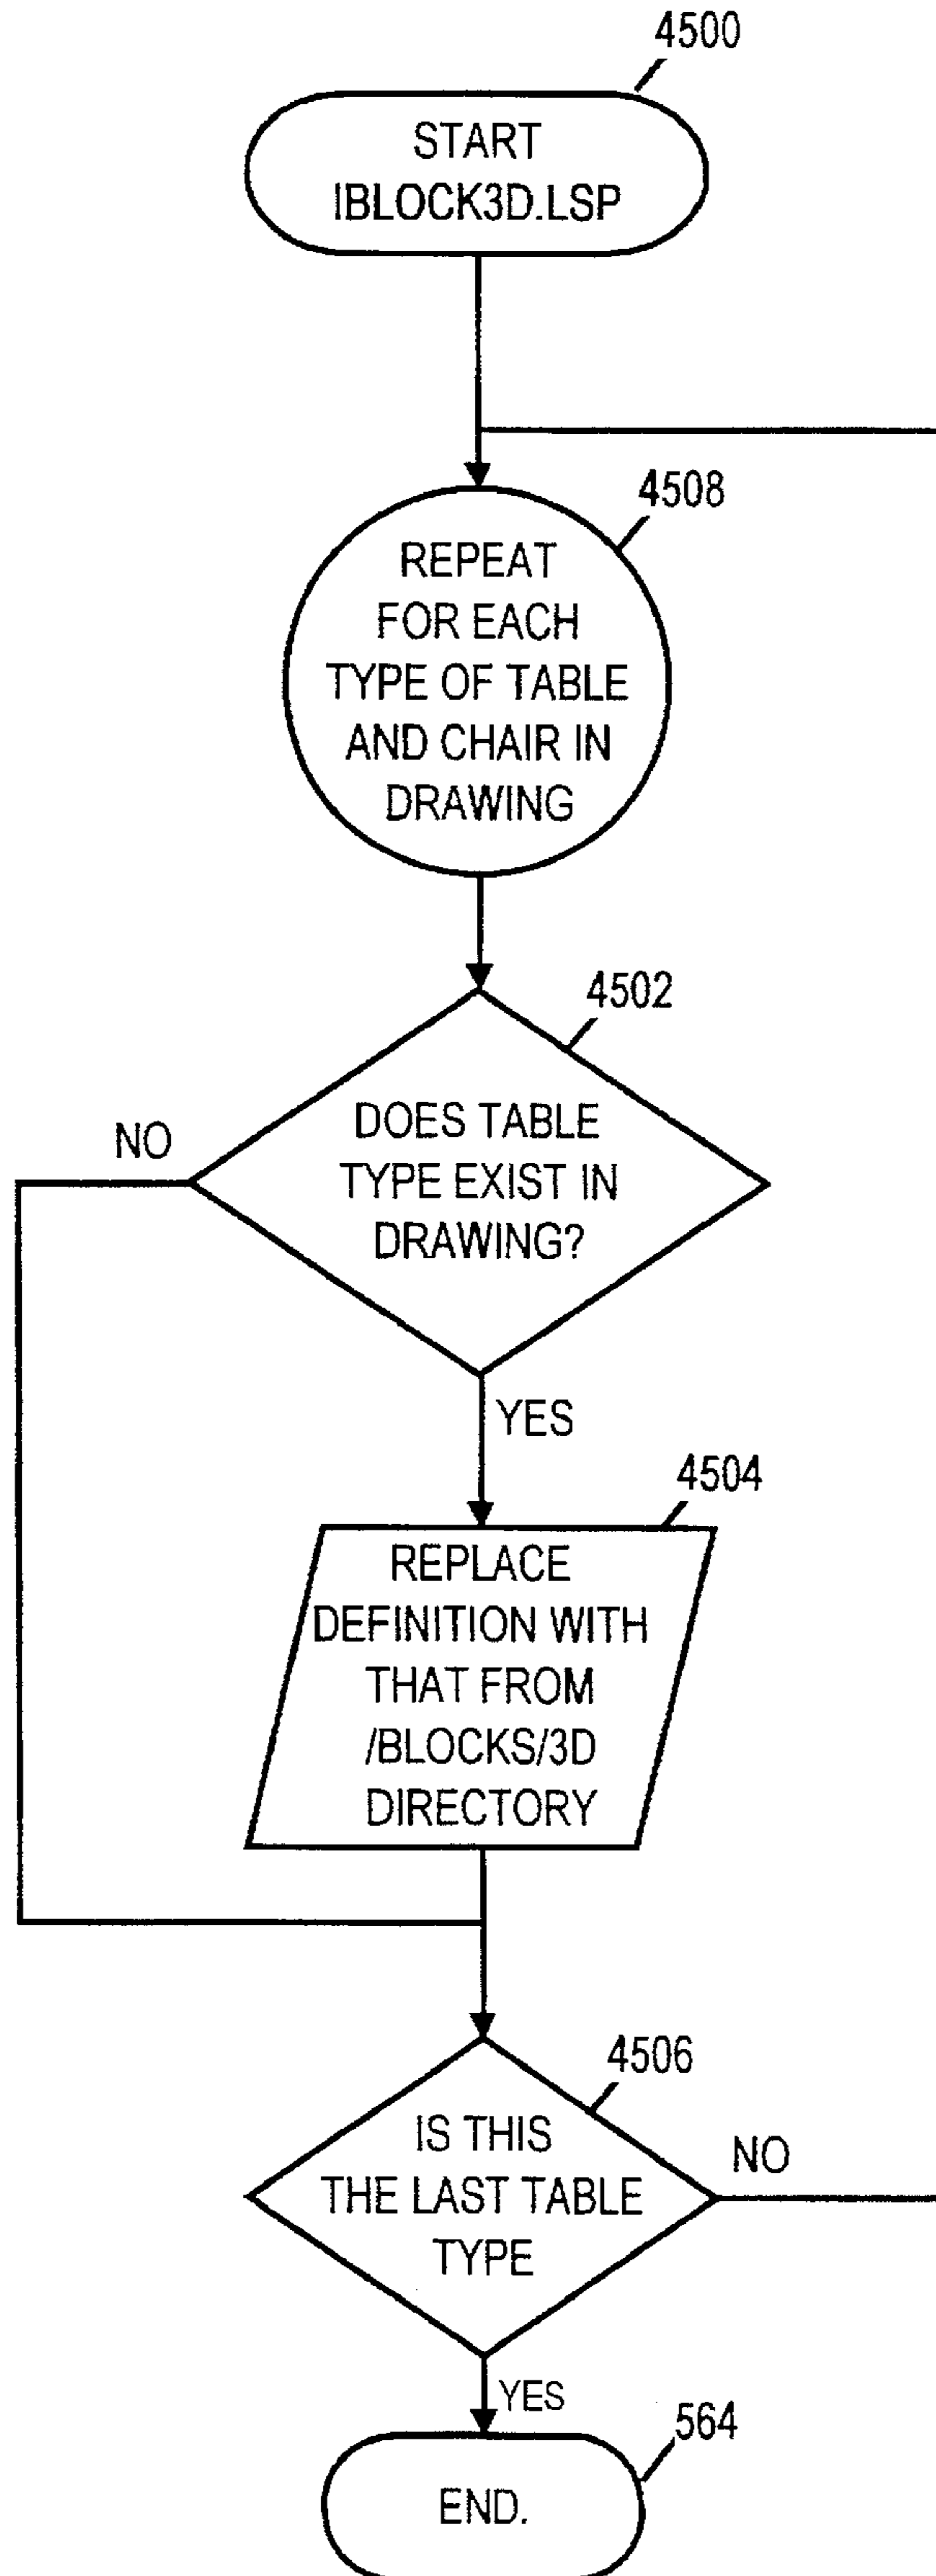 4500
START
IBLOCK3D.LSP
4508
REPEAT
FOR EACH
TYPE OF TABLE
AND CHAIR IN
DRAWING
4502
NO
DOES TABLE
TYPE EXIST IN
DRAWING?
YES
4504
REPLACE
DEFINITION WITH
THAT FROM
/BLOCKS/3D
DIRECTORY
4506
IS THIS
THE LAST TABLE
TYPE
NO
YES
564
END.